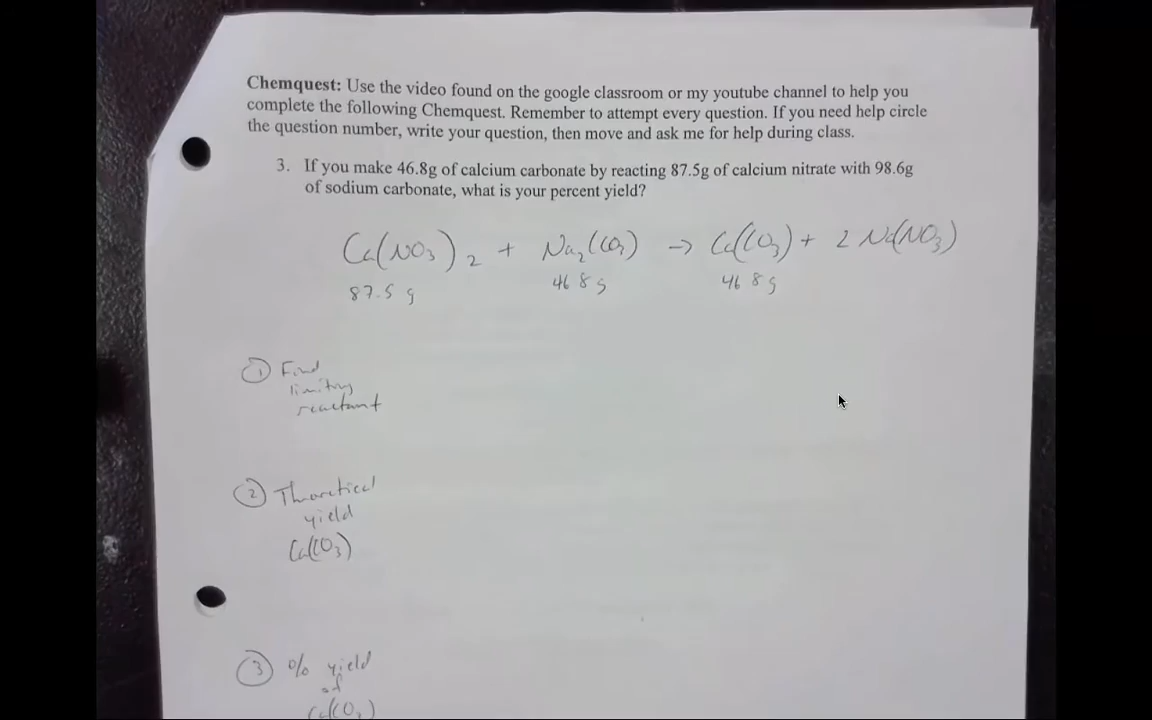 Chemquest: Use the video found on the google classroom or my youtube channel to help you
complete the following Chemquest. Remember to attempt every question. If you need help circle
the question number, write your question, then move and ask me for help during class.
3. If you make 46.8g of calcium carbonate by reacting 87.5g of calcium nitrate with 98.6g
of sodium carbonate, what is your percent yield?
Ca(NO₃)₂ + Na₂(CO₃) → Ca(CO₃) + 2 Na(NO₃)
87.5 g 46 8 g 46 8 g
① Find
limiting
reactant
② Theoretical
yield
Ca(CO₃)
③ % yield
of
Ca(CO₃)